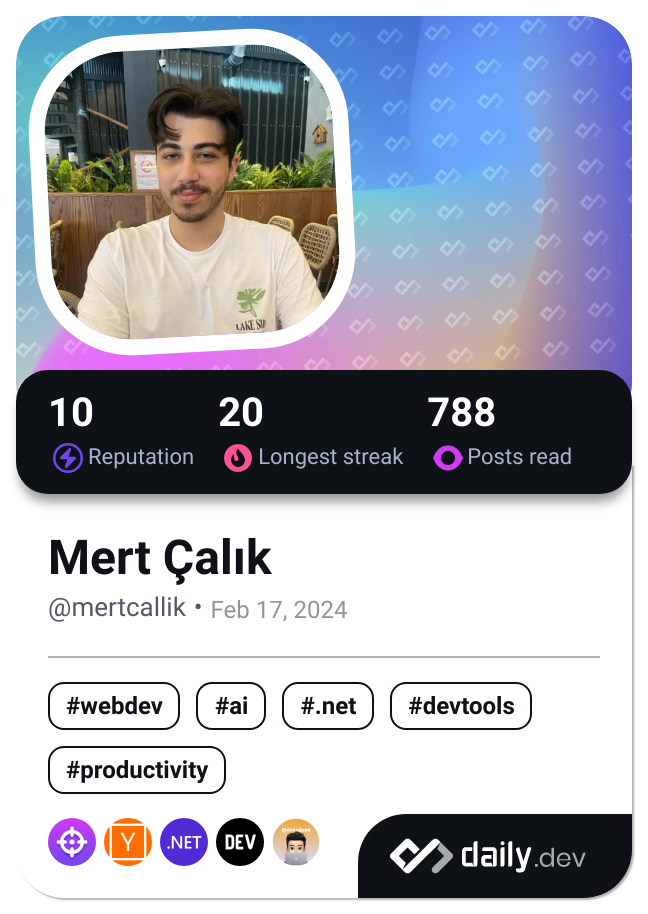 LAKE
10
20
788
Reputation
Longest streak
Posts read
Mert Çalık
@mertcallik • Feb 17, 2024
#webdev
#ai
#.net
#devtools
#productivity
Y
.NET
DEV
daily.dev